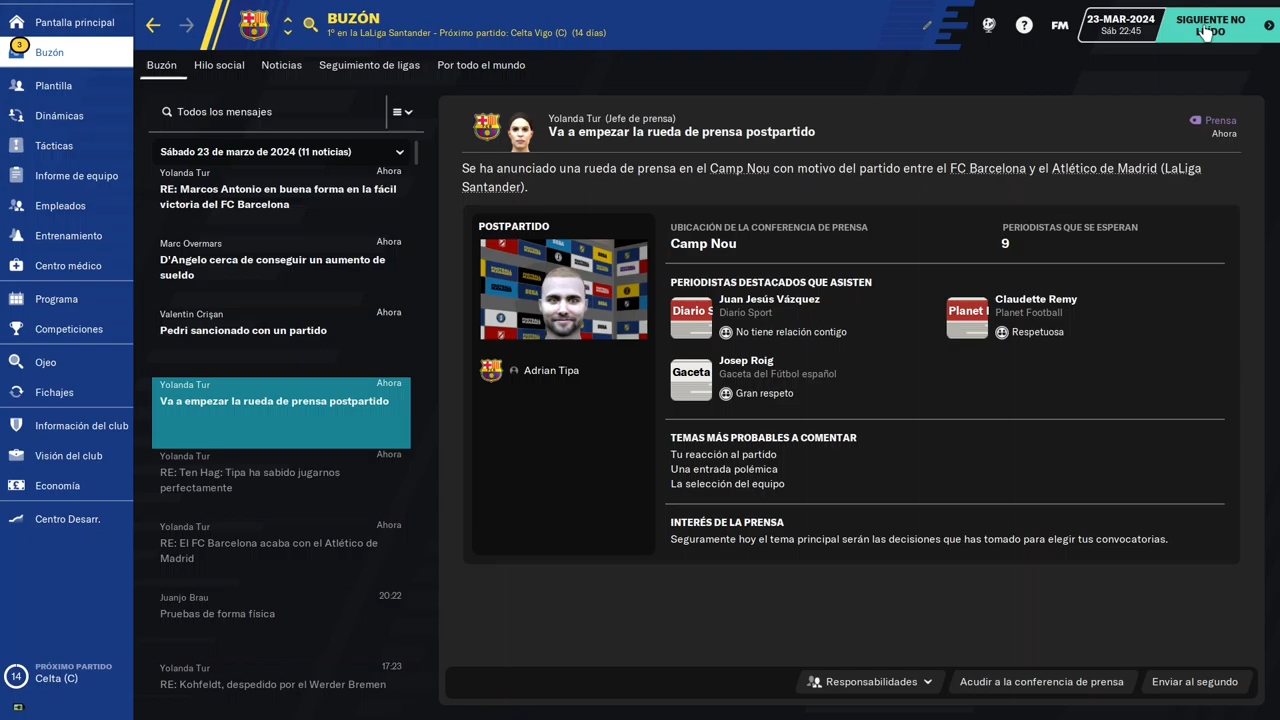 Pantalla principal
3
Buzón
Plantilla
Dinámicas
Tácticas
Informe de equipo
Empleados
Entrenamiento
Centro médico
Programa
Competiciones
Ojeo
Fichajes
Información del club
Visión del club
Economía
Centro Desarr.
PRÓXIMO PARTIDO
14
Celta (C)
BUZÓN
1º en la LaLiga Santander - Próximo partido: Celta Vigo (C) (14 días)
?
FM
23-MAR-2024
Sáb 22:45
SIGUIENTE NO
LEÍDO
Buzón
Hilo social
Noticias
Seguimiento de ligas
Por todo el mundo
Todos los mensajes
Sábado 23 de marzo de 2024 (11 noticias)
Yolanda Tur
Ahora
RE: Marcos Antonio en buena forma en la fácil
victoria del FC Barcelona
Marc Overmars
Ahora
D'Angelo cerca de conseguir un aumento de
sueldo
Valentin Crișan
Ahora
Pedri sancionado con un partido
Yolanda Tur
Ahora
Va a empezar la rueda de prensa postpartido
Yolanda Tur
Ahora
RE: Ten Hag: Tipa ha sabido jugarnos
perfectamente
Yolanda Tur
Ahora
RE: El FC Barcelona acaba con el Atlético de
Madrid
Juanjo Brau
20:22
Pruebas de forma física
Yolanda Tur
17:23
RE: Kohfeldt, despedido por el Werder Bremen
Yolanda Tur (Jefe de prensa)
Va a empezar la rueda de prensa postpartido
Prensa
Ahora
Se ha anunciado una rueda de prensa en el Camp Nou con motivo del partido entre el FC Barcelona y el Atlético de Madrid (LaLiga
Santander).
POSTPARTIDO
Adrian Tipa
UBICACIÓN DE LA CONFERENCIA DE PRENSA
Camp Nou
PERIODISTAS QUE SE ESPERAN
9
PERIODISTAS DESTACADOS QUE ASISTEN
Diario S
Juan Jesús Vázquez
Diario Sport
No tiene relación contigo
Planet
Claudette Remy
Planet Football
Respetuosa
Gaceta
Josep Roig
Gaceta del Fútbol español
Gran respeto
TEMAS MÁS PROBABLES A COMENTAR
Tu reacción al partido
Una entrada polémica
La selección del equipo
INTERÉS DE LA PRENSA
Seguramente hoy el tema principal serán las decisiones que has tomado para elegir tus convocatorias.
Responsabilidades
Acudir a la conferencia de prensa
Enviar al segundo